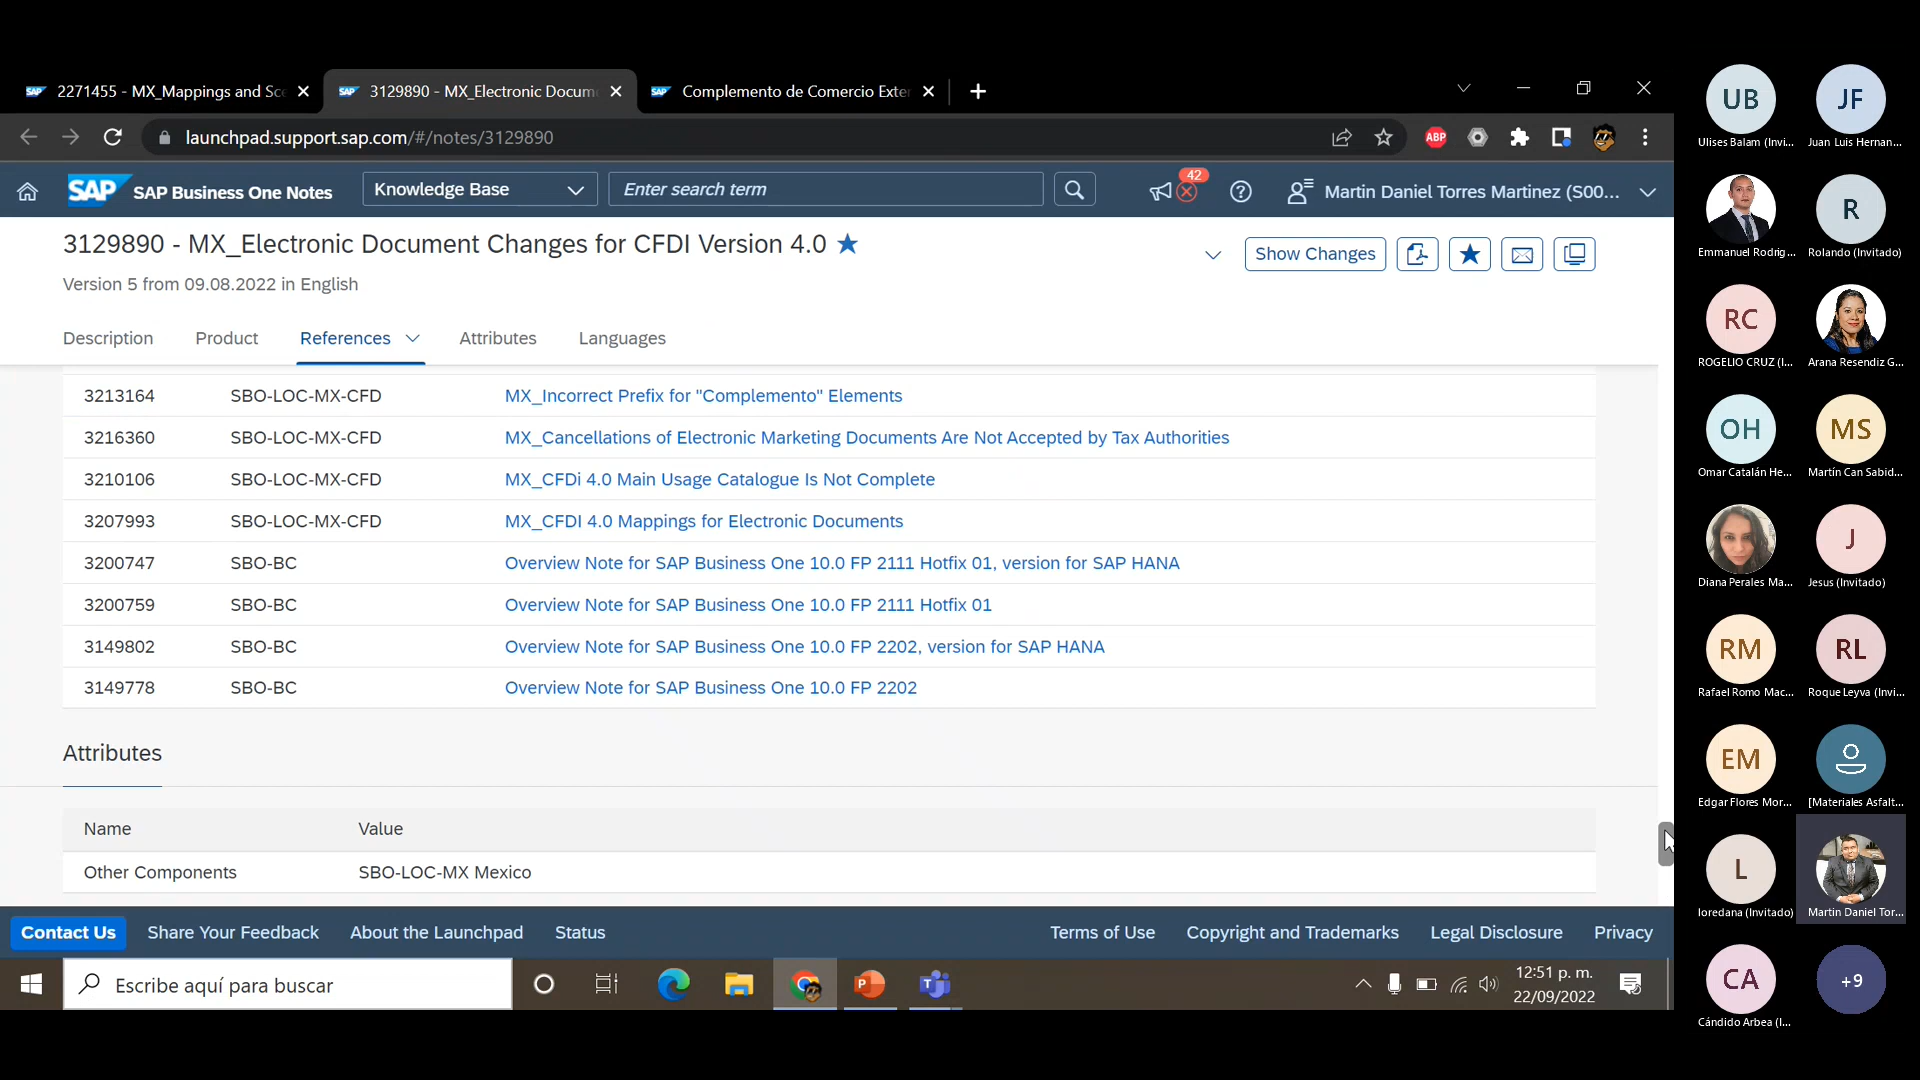 2271455 - MX_Mappings and Sce
3129890 - MX_Electronic Docum
Complemento de Comercio Exter
launchpad.support.sap.com/#/notes/3129890
ABP
SAP
SAP Business One Notes
Knowledge Base
Enter search term
42
Martin Daniel Torres Martinez (S00...
3129890 - MX_Electronic Document Changes for CFDI Version 4.0
Show Changes
Version 5 from 09.08.2022 in English
Description
Product
References
Attributes
Languages
3213164 SBO-LOC-MX-CFD MX_Incorrect Prefix for "Complemento" Elements
3216360 SBO-LOC-MX-CFD MX_Cancellations of Electronic Marketing Documents Are Not Accepted by Tax Authorities
3210106 SBO-LOC-MX-CFD MX_CFDi 4.0 Main Usage Catalogue Is Not Complete
3207993 SBO-LOC-MX-CFD MX_CFDI 4.0 Mappings for Electronic Documents
3200747 SBO-BC Overview Note for SAP Business One 10.0 FP 2111 Hotfix 01, version for SAP HANA
3200759 SBO-BC Overview Note for SAP Business One 10.0 FP 2111 Hotfix 01
3149802 SBO-BC Overview Note for SAP Business One 10.0 FP 2202, version for SAP HANA
3149778 SBO-BC Overview Note for SAP Business One 10.0 FP 2202
Attributes
Name Value
Other Components SBO-LOC-MX Mexico
Contact Us
Share Your Feedback
About the Launchpad
Status
Terms of Use
Copyright and Trademarks
Legal Disclosure
Privacy
Escribe aquí para buscar
12:51 p. m.
22/09/2022
UB
JF
Ulises Balam (Invi...
Juan Luis Hernan...
R
Emmanuel Rodrig...
Rolando (Invitado)
RC
ROGELIO CRUZ (I...
Arana Resendiz G...
OH
MS
Omar Catalán He...
Martín Can Sabid...
J
Diana Perales Ma...
Jesus (Invitado)
RM
RL
Rafael Romo Mac...
Roque Leyva (Invi...
EM
Edgar Flores Mor...
[Materiales Asfalt...
L
loredana (Invitado)
Martin Daniel Tor...
CA
+9
Cándido Arbea (I...